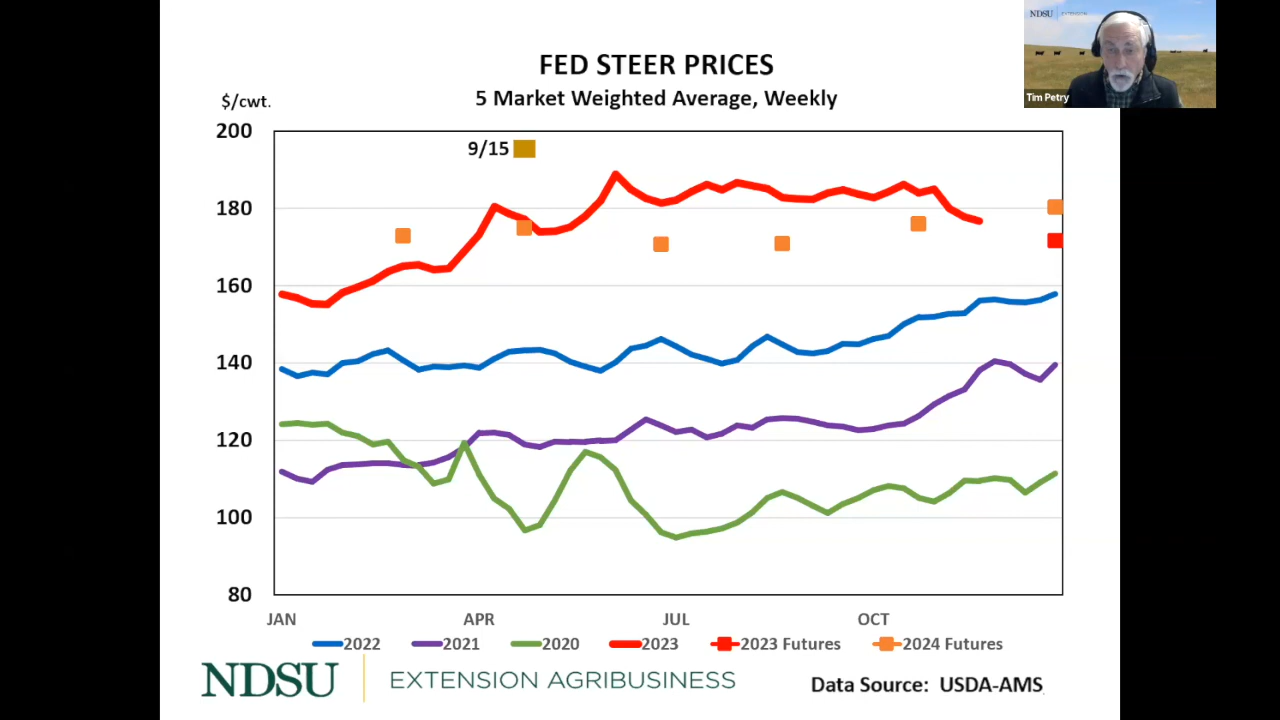 NDSU EXTENSION
Tim Petry
FED STEER PRICES
5 Market Weighted Average, Weekly
$/cwt.
200
9/15
180
160
140
120
100
80
JAN APR JUL OCT
2022 2021 2020 2023 2023 Futures 2024 Futures
NDSU EXTENSION AGRIBUSINESS
Data Source: USDA-AMS